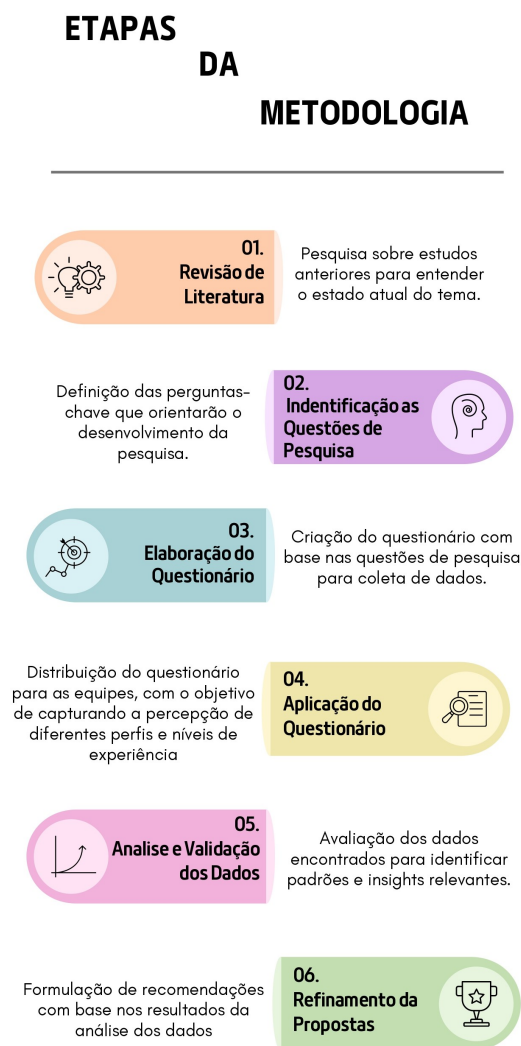 ETAPAS
DA
METODOLOGIA
01.
Revisão de
Literatura
Pesquisa sobre estudos
anteriores para entender
o estado atual do tema.
02.
Indentificação as
Questões de
Pesquisa
Definição das perguntas-
chave que orientarão o
desenvolvimento da
pesquisa.
03.
Elaboração do
Questionário
Criação do questionário com
base nas questões de pesquisa
para coleta de dados.
04.
Aplicação do
Questionário
Distribuição do questionário
para as equipes, com o objetivo
de capturando a percepção de
diferentes perfis e níveis de
experiência
05.
Analise e Validação
dos Dados
Avaliação dos dados
encontrados para identificar
padrões e insights relevantes.
06.
Refinamento da
Propostas
Formulação de recomendações
com base nos resultados da
análise dos dados